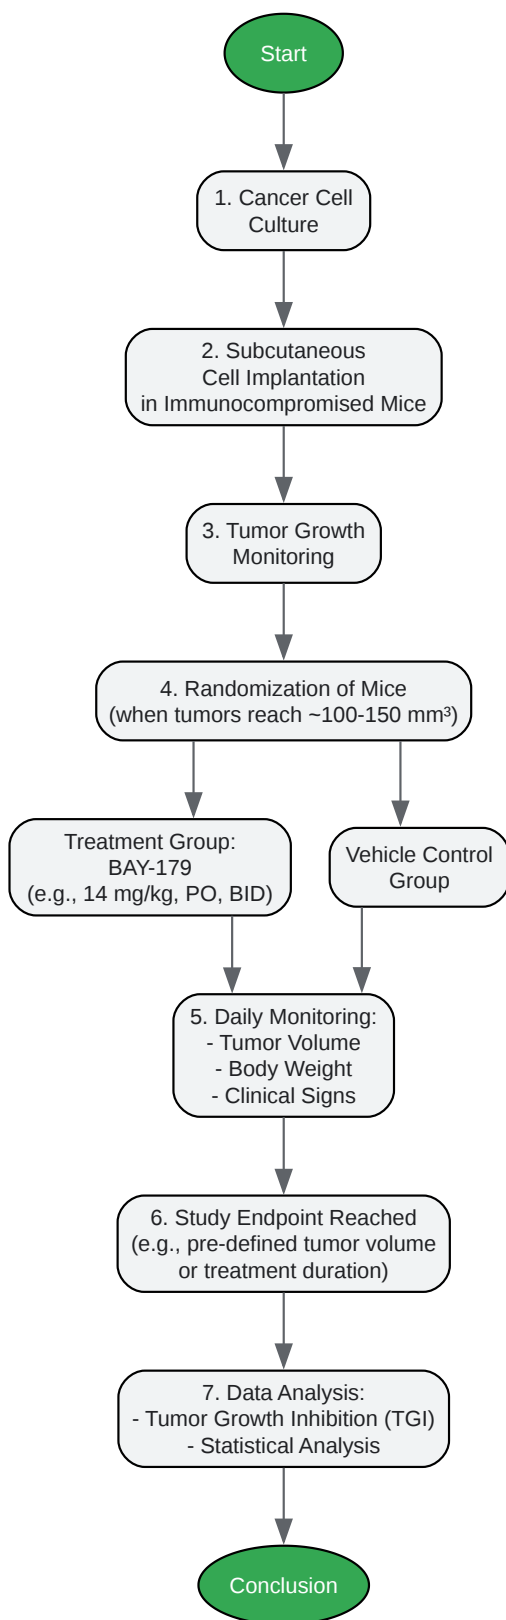 Start
1. Cancer Cell
Culture
2. Subcutaneous
Cell Implantation
in Immunocompromised Mice
3. Tumor Growth
Monitoring
4. Randomization of Mice
(when tumors reach ~100-150 mm³)
Treatment Group:
BAY-179
(e.g., 14 mg/kg, PO, BID)
Vehicle Control
Group
5. Daily Monitoring:
- Tumor Volume
- Body Weight
- Clinical Signs
6. Study Endpoint Reached
(e.g., pre-defined tumor volume
or treatment duration)
7. Data Analysis:
- Tumor Growth Inhibition (TGI)
- Statistical Analysis
Conclusion